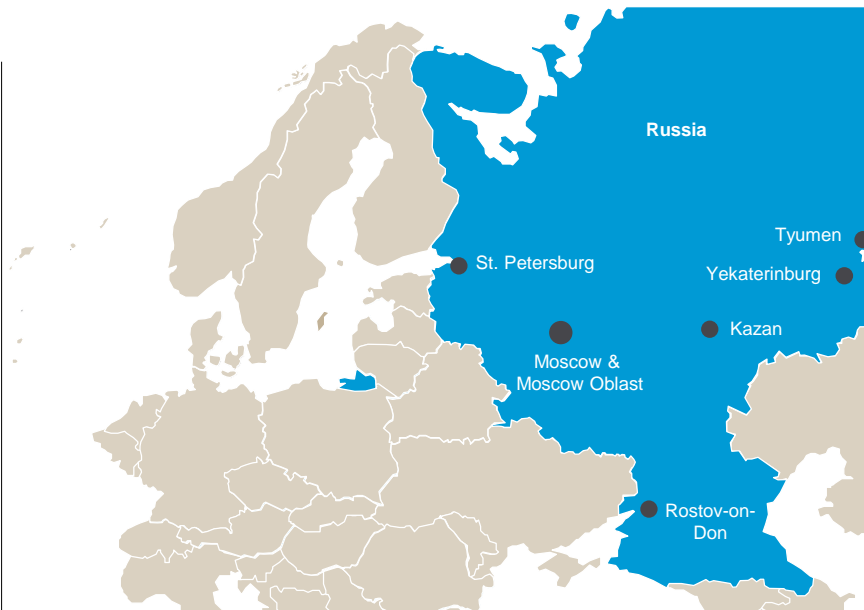 Russia
Tyumen
St. Petersburg
Yekaterinburg
Kazan
Moscow &
Moscow Oblast
Rostov-on-
Don